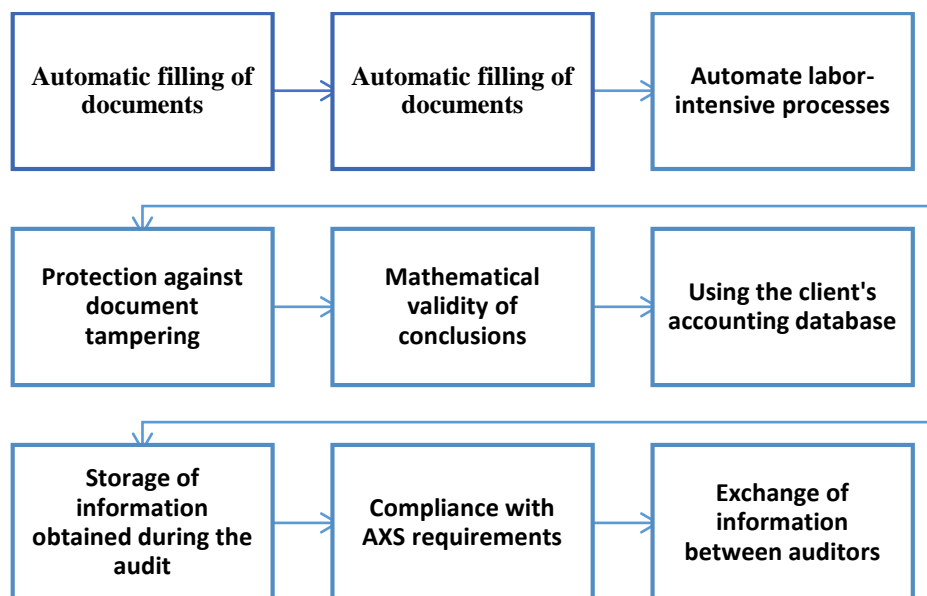 Automatic filling of
documents
Automatic filling of
documents
Automate labor-
intensive processes
Protection against
document
tampering
Mathematical
validity of
conclusions
Using the client's
accounting database
Storage of
information
obtained during the
audit
Compliance with
AXS requirements
Exchange of
information
between auditors